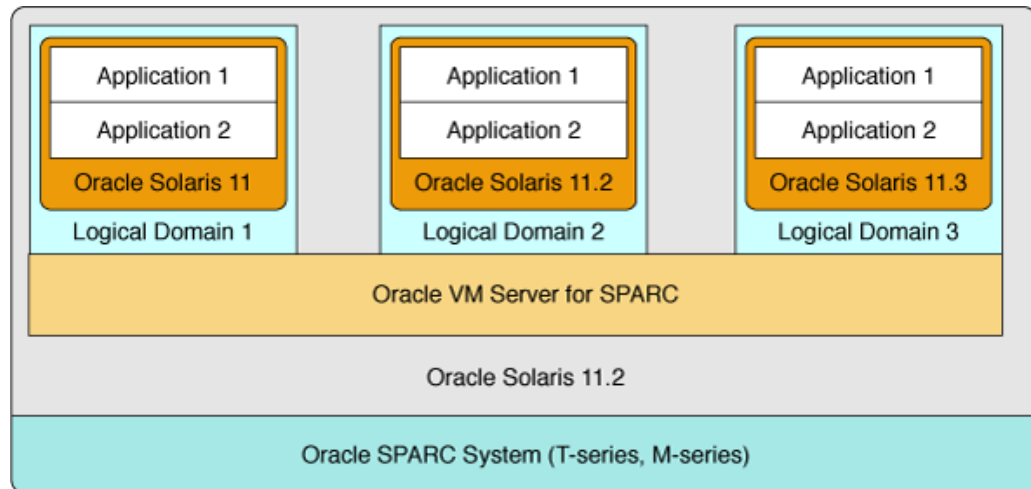 Application 1
Application 2
Oracle Solaris 11
Logical Domain 1
Application 1
Application 2
Oracle Solaris 11.2
Logical Domain 2
Application 1
Application 2
Oracle Solaris 11.3
Logical Domain 3
Oracle VM Server for SPARC
Oracle Solaris 11.2
Oracle SPARC System (T-series, M-series)